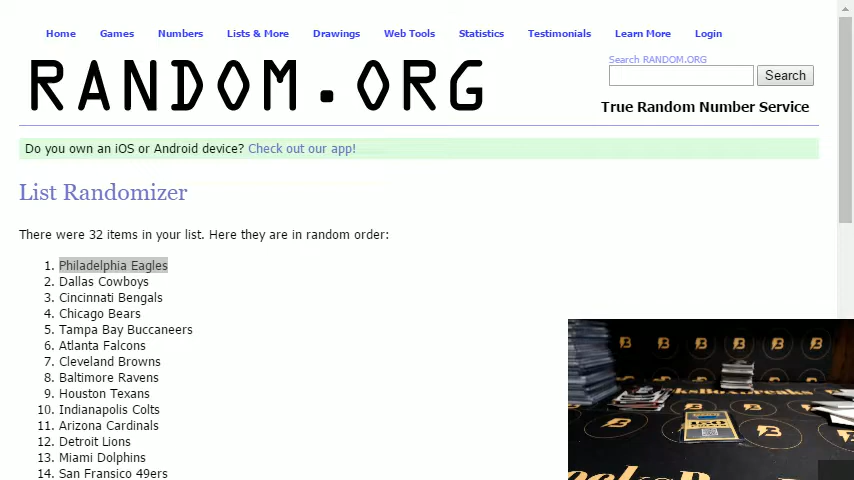 Home Games Numbers Lists & More Drawings Web Tools Statistics Testimonials Learn More Login
RANDOM.ORG
Search RANDOM.ORG
Search
True Random Number Service
Do you own an iOS or Android device? Check out our app!
List Randomizer
There were 32 items in your list. Here they are in random order:
1. Philadelphia Eagles
2. Dallas Cowboys
3. Cincinnati Bengals
4. Chicago Bears
5. Tampa Bay Buccaneers
6. Atlanta Falcons
7. Cleveland Browns
8. Baltimore Ravens
9. Houston Texans
10. Indianapolis Colts
11. Arizona Cardinals
12. Detroit Lions
13. Miami Dolphins
14. San Fransico 49ers